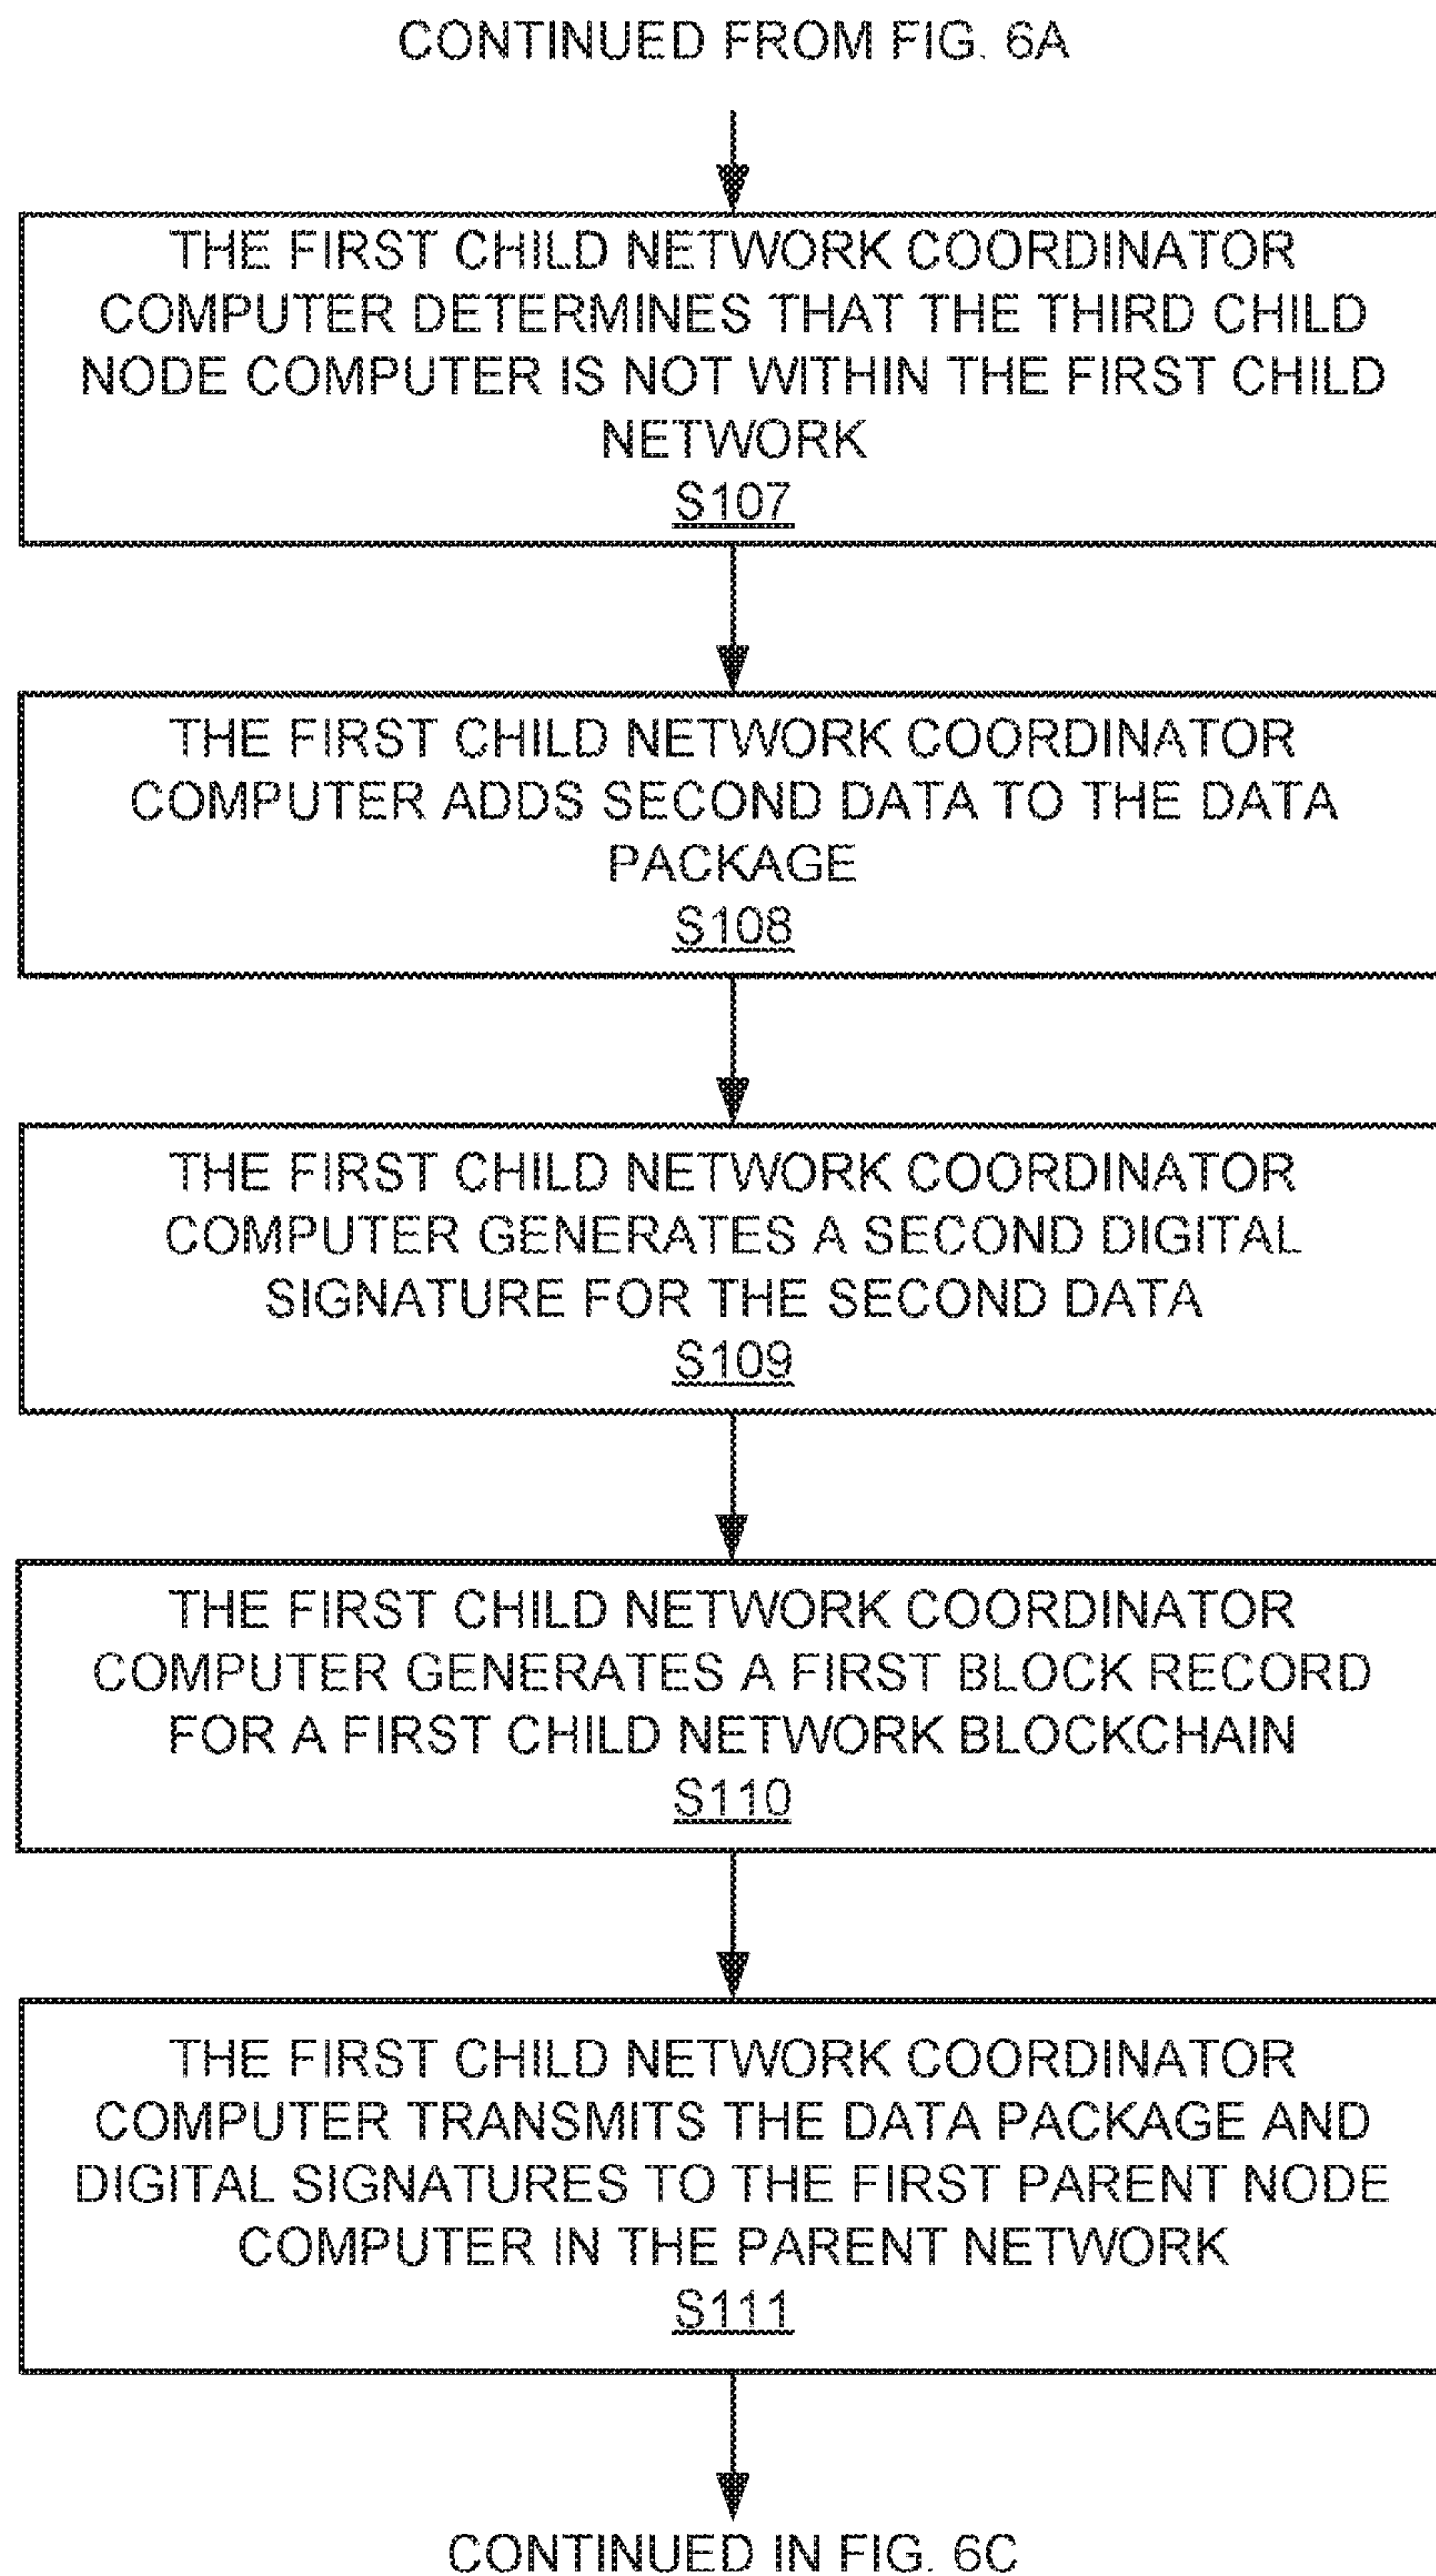 CONTINUED FROM FIG. 6A
THE FIRST CHILD NETWORK COORDINATOR
COMPUTER DETERMINES THAT THE THIRD CHILD
NODE COMPUTER IS NOT WITHIN THE FIRST CHILD
NETWORK
S107
THE FIRST CHILD NETWORK COORDINATOR
COMPUTER ADDS SECOND DATA TO THE DATA
PACKAGE
S108
THE FIRST CHILD NETWORK COORDINATOR
COMPUTER GENERATES A SECOND DIGITAL
SIGNATURE FOR THE SECOND DATA
S109
THE FIRST CHILD NETWORK COORDINATOR
COMPUTER GENERATES A FIRST BLOCK RECORD
FOR A FIRST CHILD NETWORK BLOCKCHAIN
S110
THE FIRST CHILD NETWORK COORDINATOR
COMPUTER TRANSMITS THE DATA PACKAGE AND
DIGITAL SIGNATURES TO THE FIRST PARENT NODE
COMPUTER IN THE PARENT NETWORK
S111
CONTINUED IN FIG. 6C